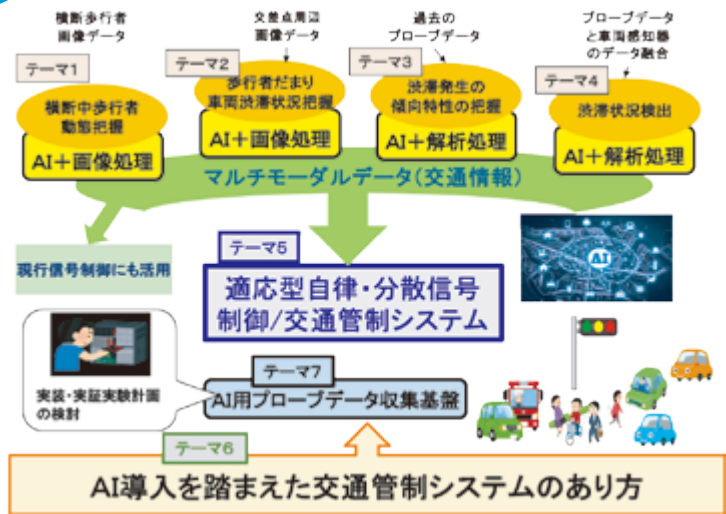 横断歩行者
画像データ
テーマ1
横断中歩行者
動態把握
AI+画像処理
交差点周辺
画像データ
テーマ2
歩行者だまり
車両渋滞状況把握
AI+画像処理
過去の
プローブデータ
テーマ3
渋滞発生の
傾向特性の把握
AI+解析処理
プローブデータ
と車両感知器
のデータ融合
テーマ4
渋滞状況検出
AI+解析処理
マルチモーダルデータ(交通情報)
現行信号制御にも活用
テーマ5
適応型自律・分散信号
制御/交通管制システム
AI
実装・実証実験計画
の検討
テーマ7
AI用プローブデータ収集基盤
テーマ6
AI導入を踏まえた交通管制システムのあり方